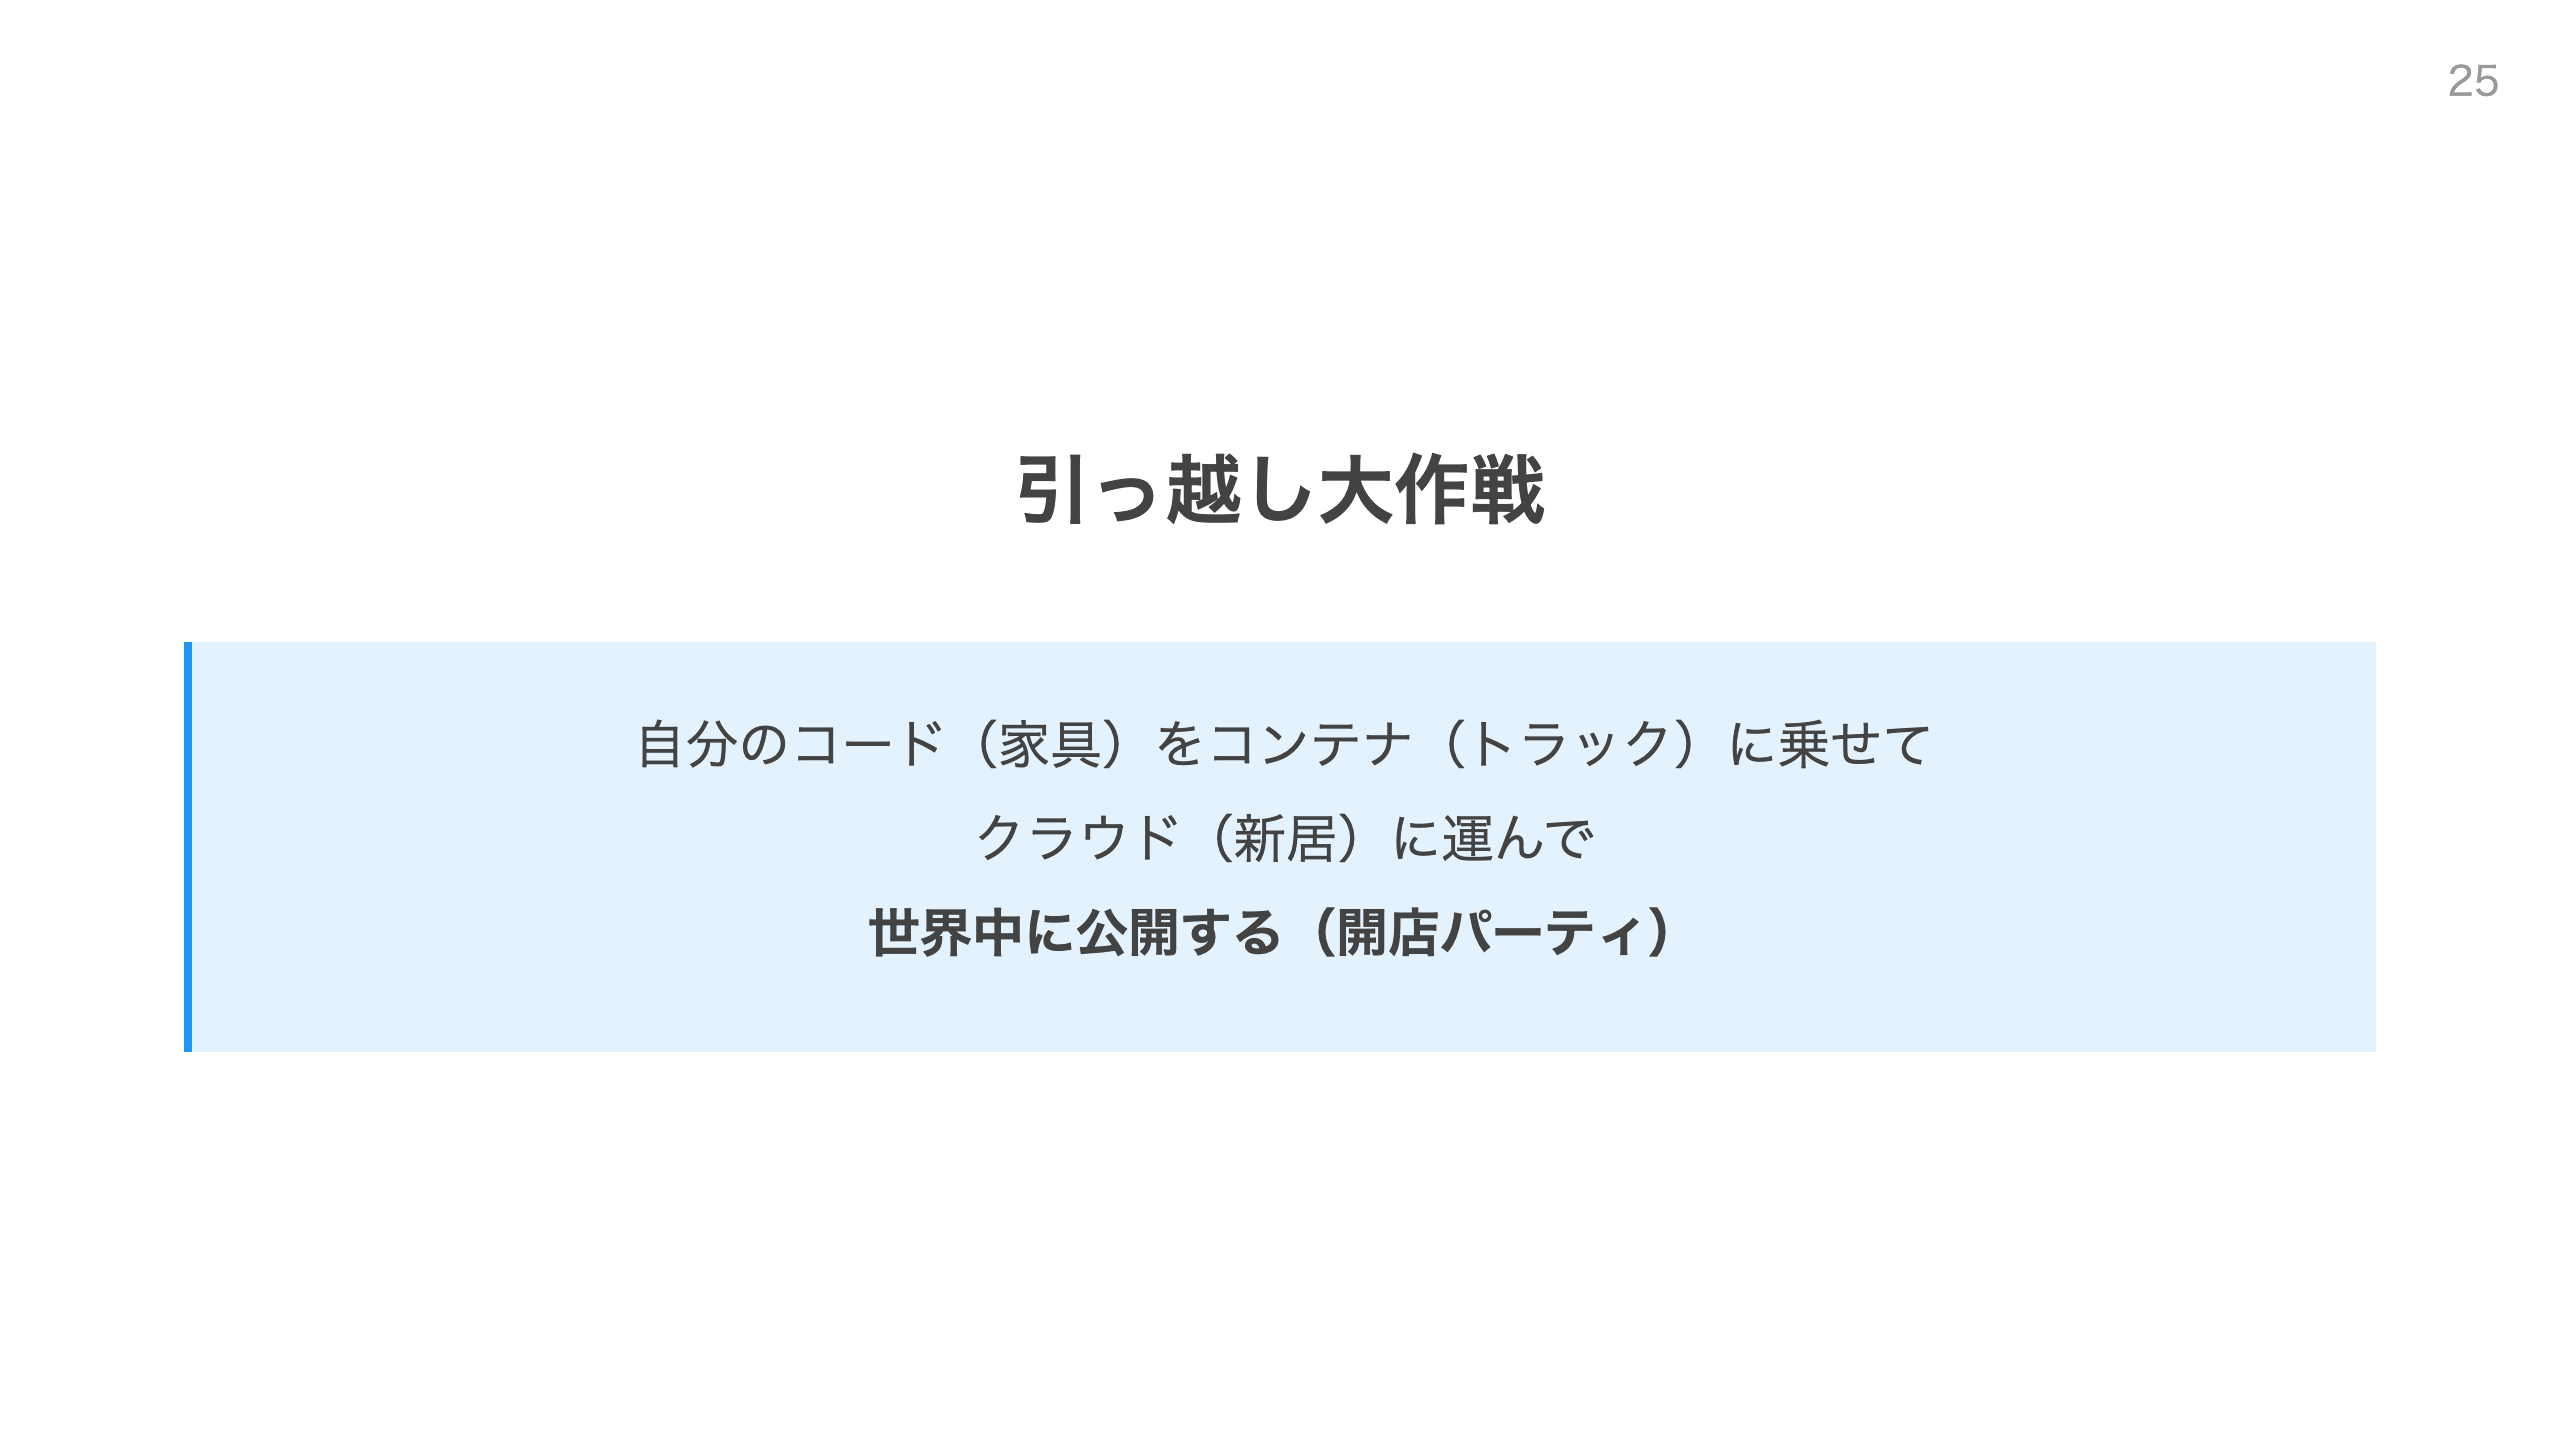 25
引っ越し大作戦
自分のコード（家具）をコンテナ（トラック）に乗せて
クラウド（新居）に運んで
世界中に公開する（開店パーティ）